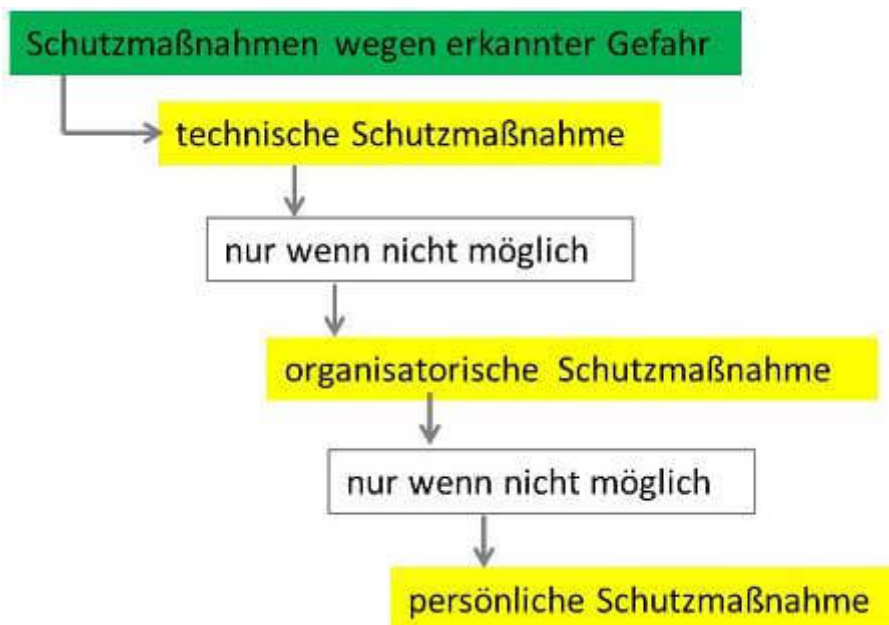 Schutzmaßnahmen wegen erkannter Gefahr
technische Schutzmaßnahme
nur wenn nicht möglich
organisatorische Schutzmaßnahme
nur wenn nicht möglich
persönliche Schutzmaßnahme